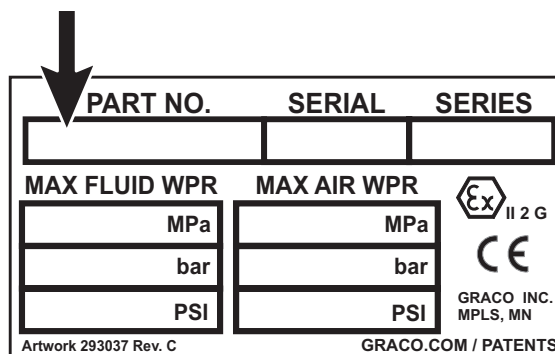 PART NO. SERIAL SERIES
MAX FLUID WPR MAX AIR WPR
MPa MPa
bar bar
PSI PSI
Ex II 2 G
CE
GRACO INC.
MPLS, MN
Artwork 293037 Rev. C GRACO.COM / PATENTS